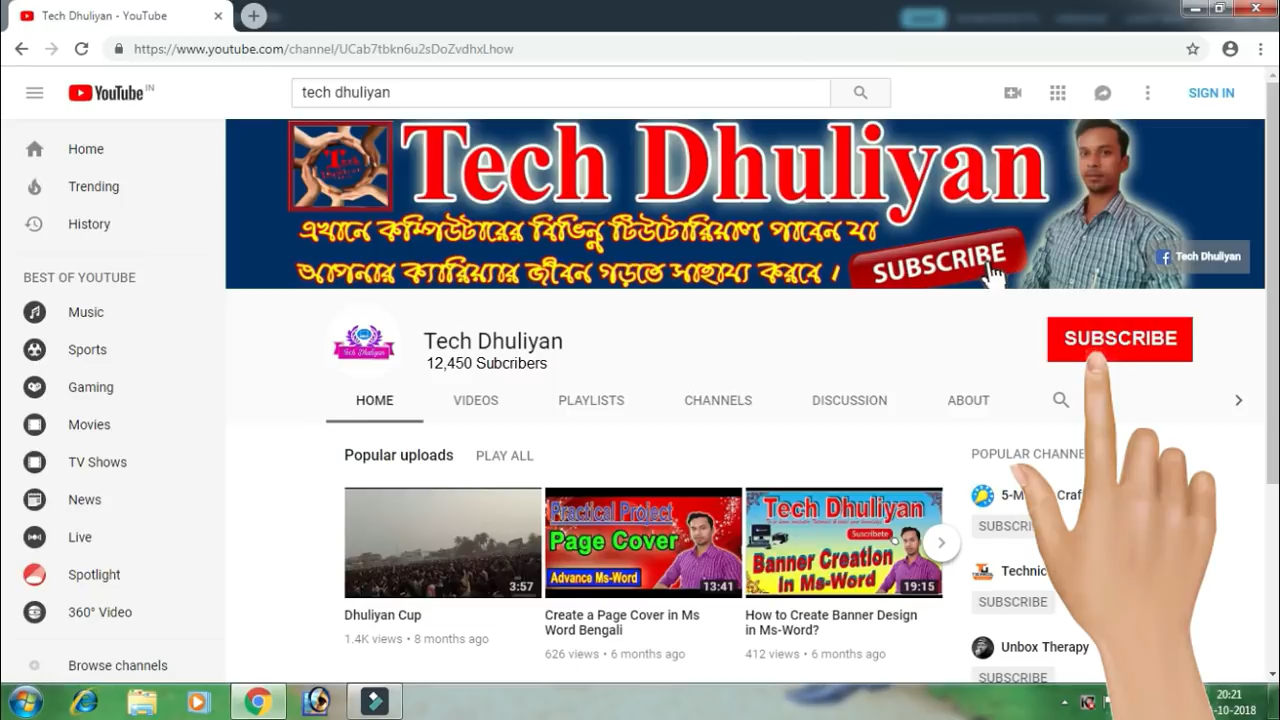 Tech Dhuliyan - YouTube
https://www.youtube.com/channel/UCab7tbkn6u2sDoZvdhxLhow
YouTube IN
tech dhuliyan
SIGN IN
Home
Trending
History
BEST OF YOUTUBE
Music
Sports
Gaming
Movies
TV Shows
News
Live
Spotlight
360° Video
Browse channels
Tech Dhuliyan
এখানে কম্পিউটারের বিভিন্ন টিউটোরিয়াল পাবেন যা
আপনার ক্যারিয়ার জীবন গড়তে সাহায্য করবে ।
SUBSCRIBE
Tech Dhuliyan
Tech Dhuliyan
Tech Dhuliyan
12,450 Subcribers
SUBSCRIBE
HOME VIDEOS PLAYLISTS CHANNELS DISCUSSION ABOUT
Popular uploads PLAY ALL
3:57
Dhuliyan Cup
1.4K views • 8 months ago
Practical Project
Page Cover
Advance Ms-Word
13:41
Create a Page Cover in Ms
Word Bengali
626 views • 6 months ago
Tech Dhuliyan
Suscribete
Banner Creation
in Ms-Word
19:15
How to Create Banner Design
in Ms-Word?
412 views • 6 months ago
POPULAR CHANNE
SUBSCRI
Technic
SUBSCRIBE
Unbox Therapy
SUBSCRIBE
20:21
-10-2018